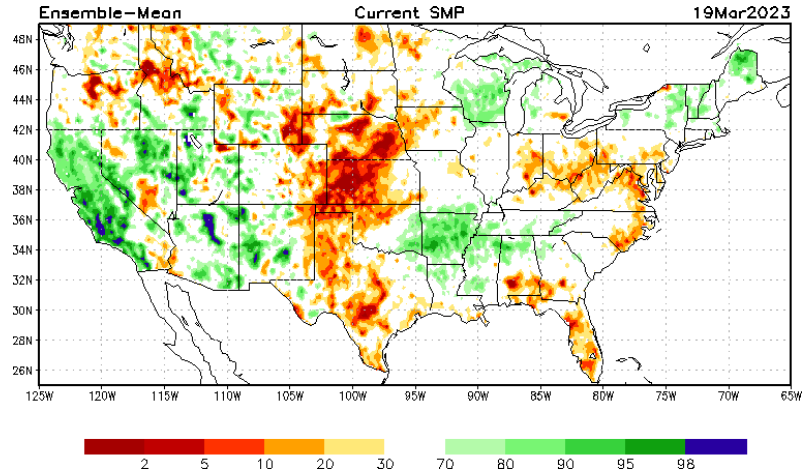 Ensemble-Mean Current SMP 19Mar2023
48N
46N
44N
42N
40N
38N
36N
34N
32N
30N
28N
26N
125W 120W 115W 110W 105W 100W 95W 90W 85W 80W 75W 70W 65W
2 5 10 20 30 70 80 90 95 98